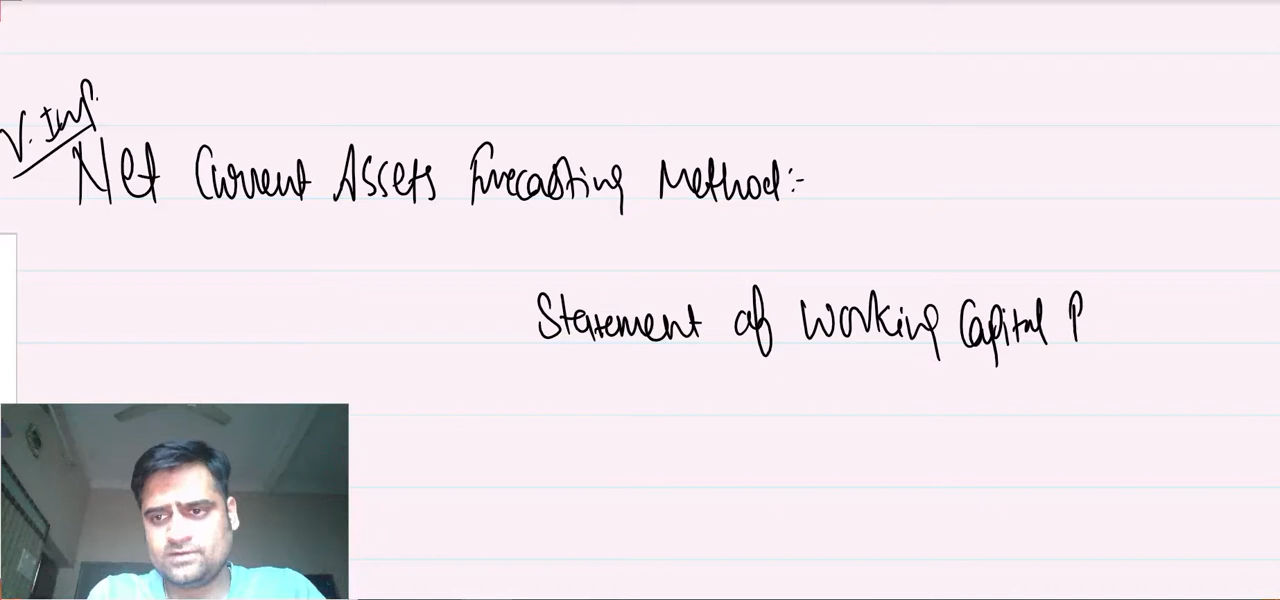 V. Imp.
Net Current Assets Forecasting Method:-
Statement of Working Capital P